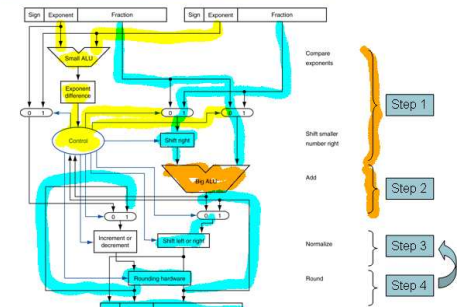 Sign Exponent Fraction Sign Exponent Fraction
Small ALU
Compare
exponents
Exponent
difference
Step 1
0 1 0 1 0 1
Control
Shift right
Shift smaller
number right
Big ALU
Add
Step 2
0 1 0 1
Increment or
decrement
Shift left or right
Normalize
Step 3
Rounding hardware
Round
Step 4